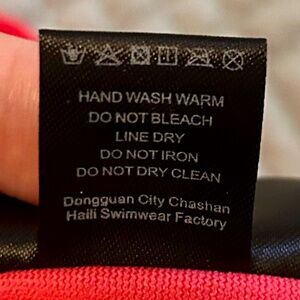 HAND WASH WARM
DO NOT BLEACH
LINE DRY
DO NOT IRON
DO NOT DRY CLEAN
Dongguan City Chashan
Haili Swimwear Factory